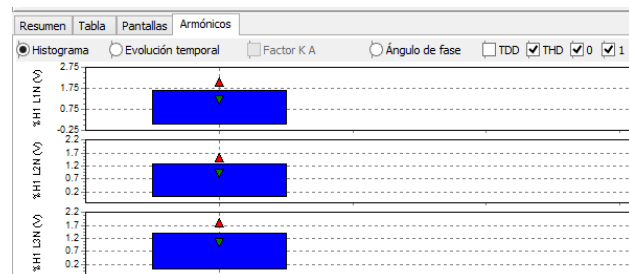 Resumen Tabla Pantallas Armónicos
Histograma Evolución temporal Factor K A Ángulo de fase TDD THD 0 1
%H1 L1N (V)
2.75
1.75
0.75
-0.25
%H1 L2N (V)
2.2
1.7
1.2
0.7
0.2
%H1 L3N (V)
2.2
1.7
1.2
0.7
0.2